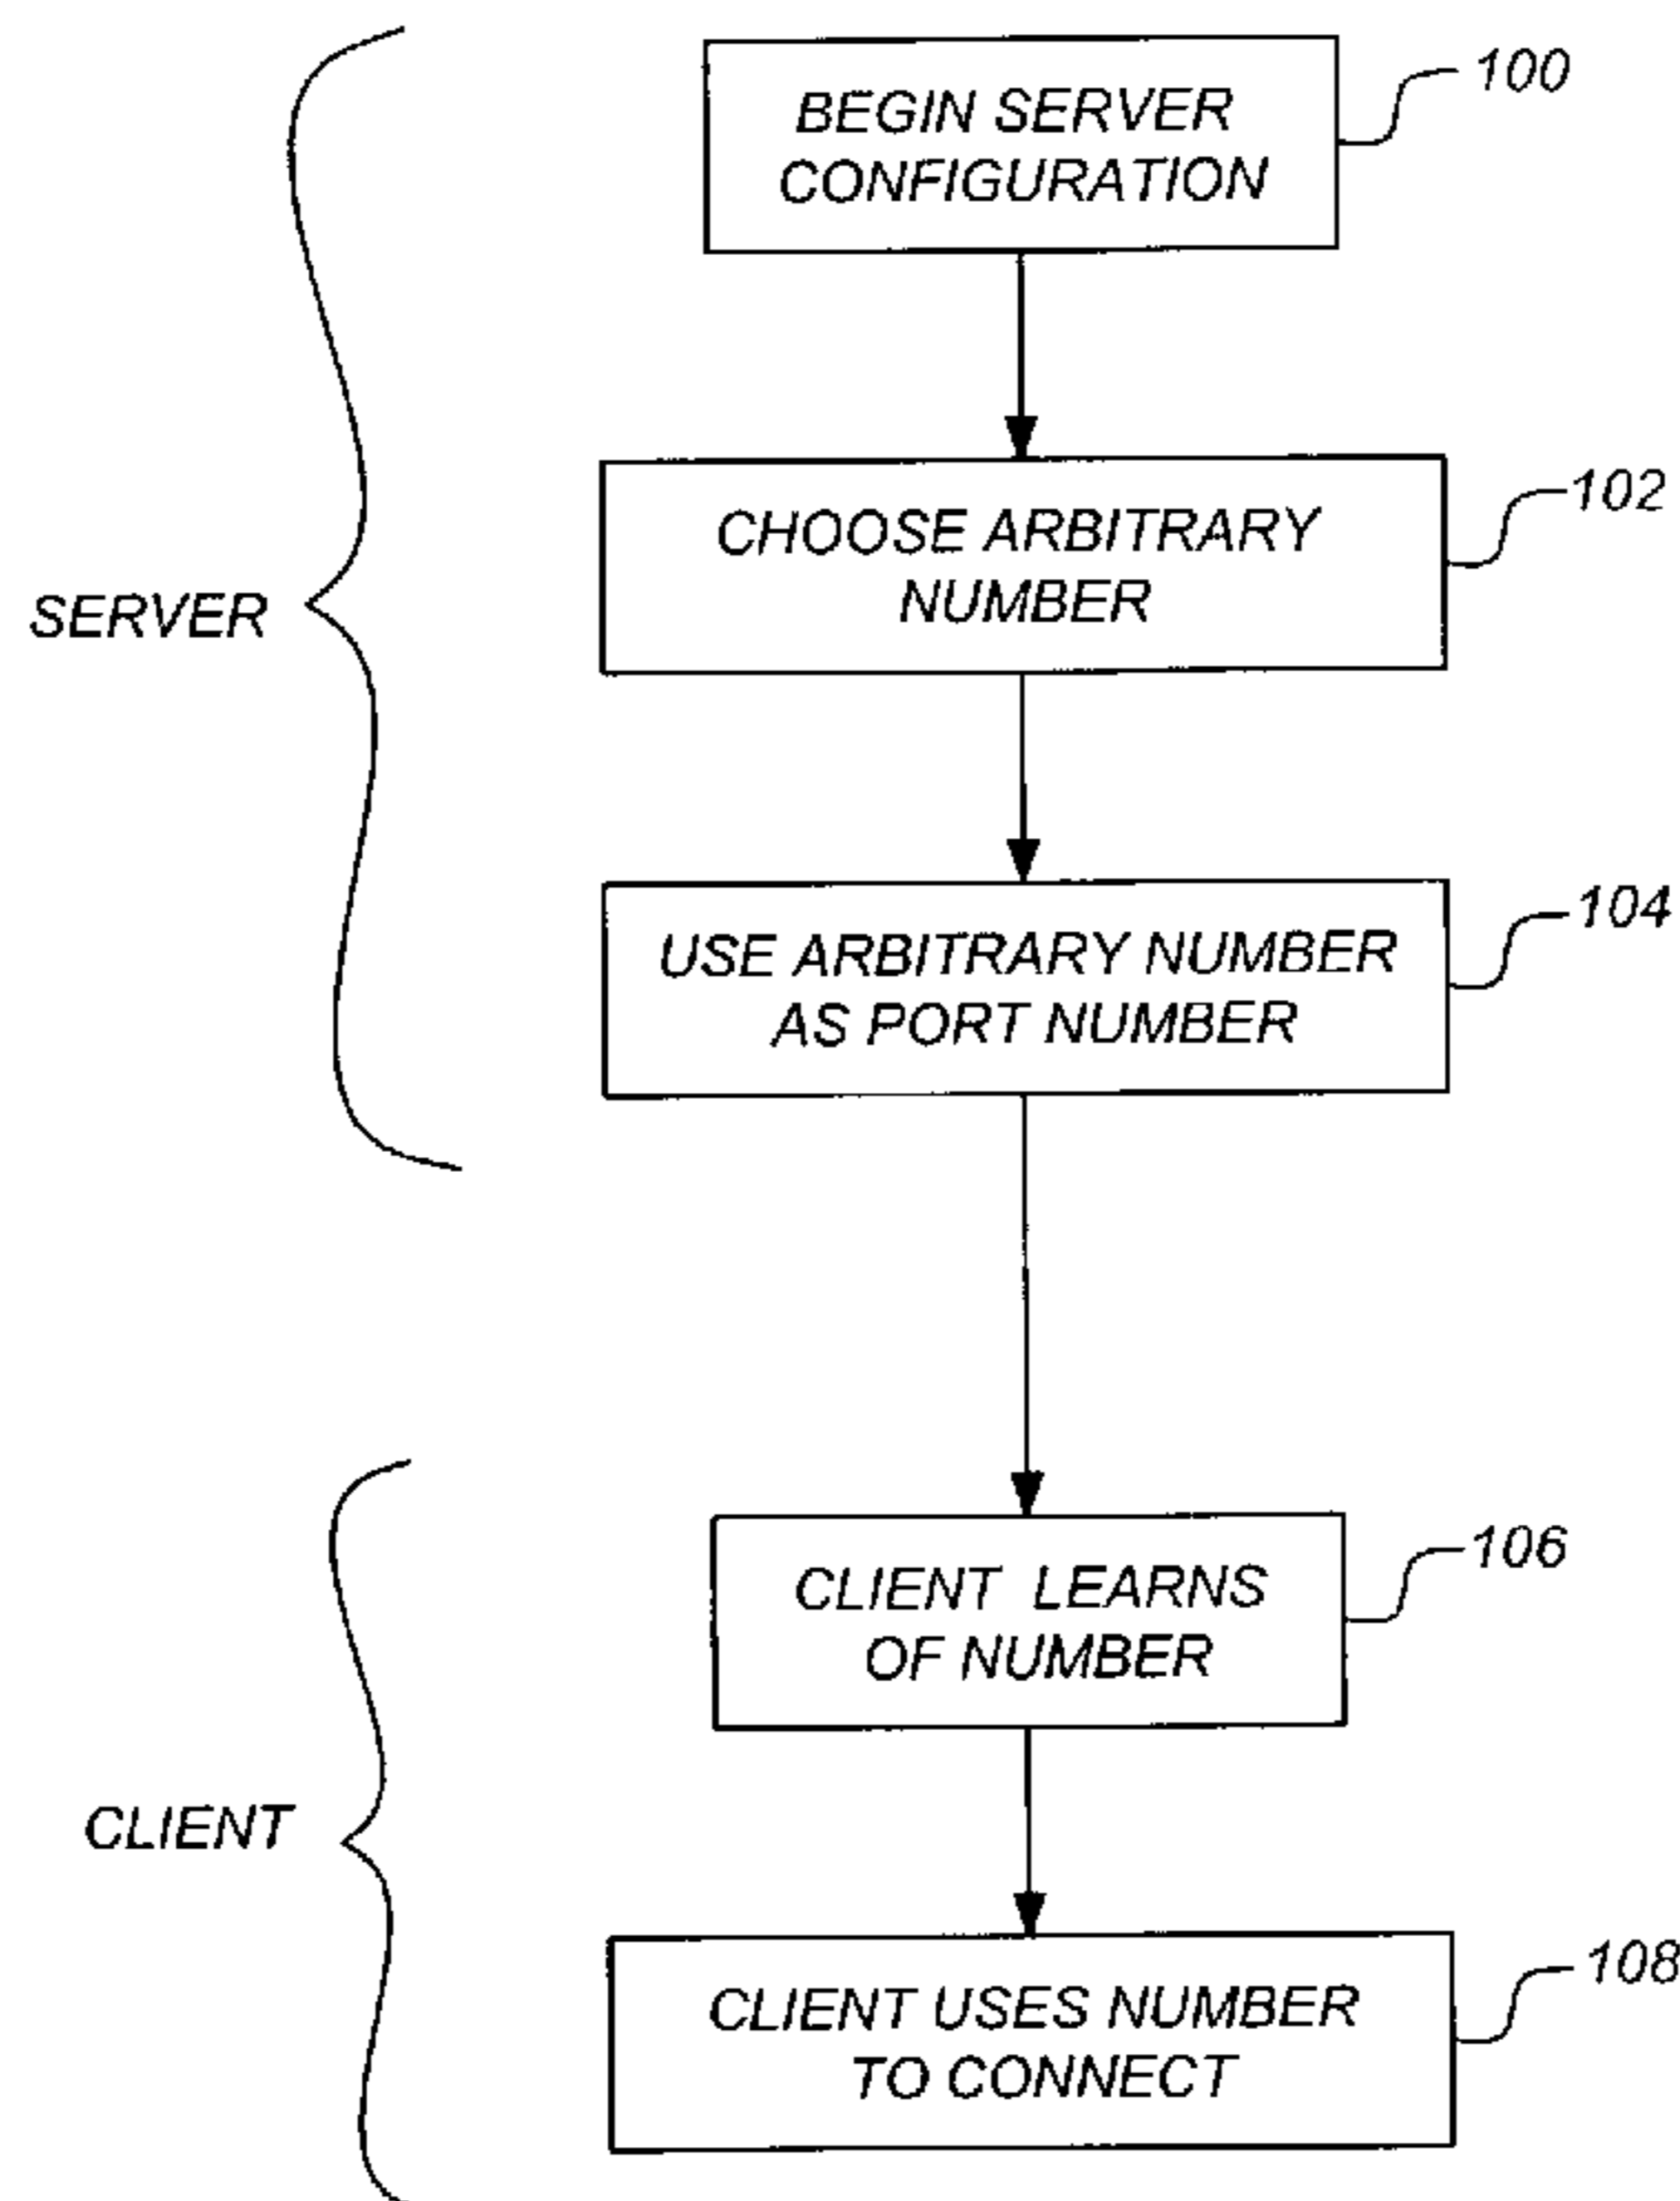 BEGIN SERVER
CONFIGURATION
100
CHOOSE ARBITRARY
NUMBER
102
SERVER
USE ARBITRARY NUMBER
AS PORT NUMBER
104
CLIENT LEARNS
OF NUMBER
106
CLIENT
CLIENT USES NUMBER
TO CONNECT
108